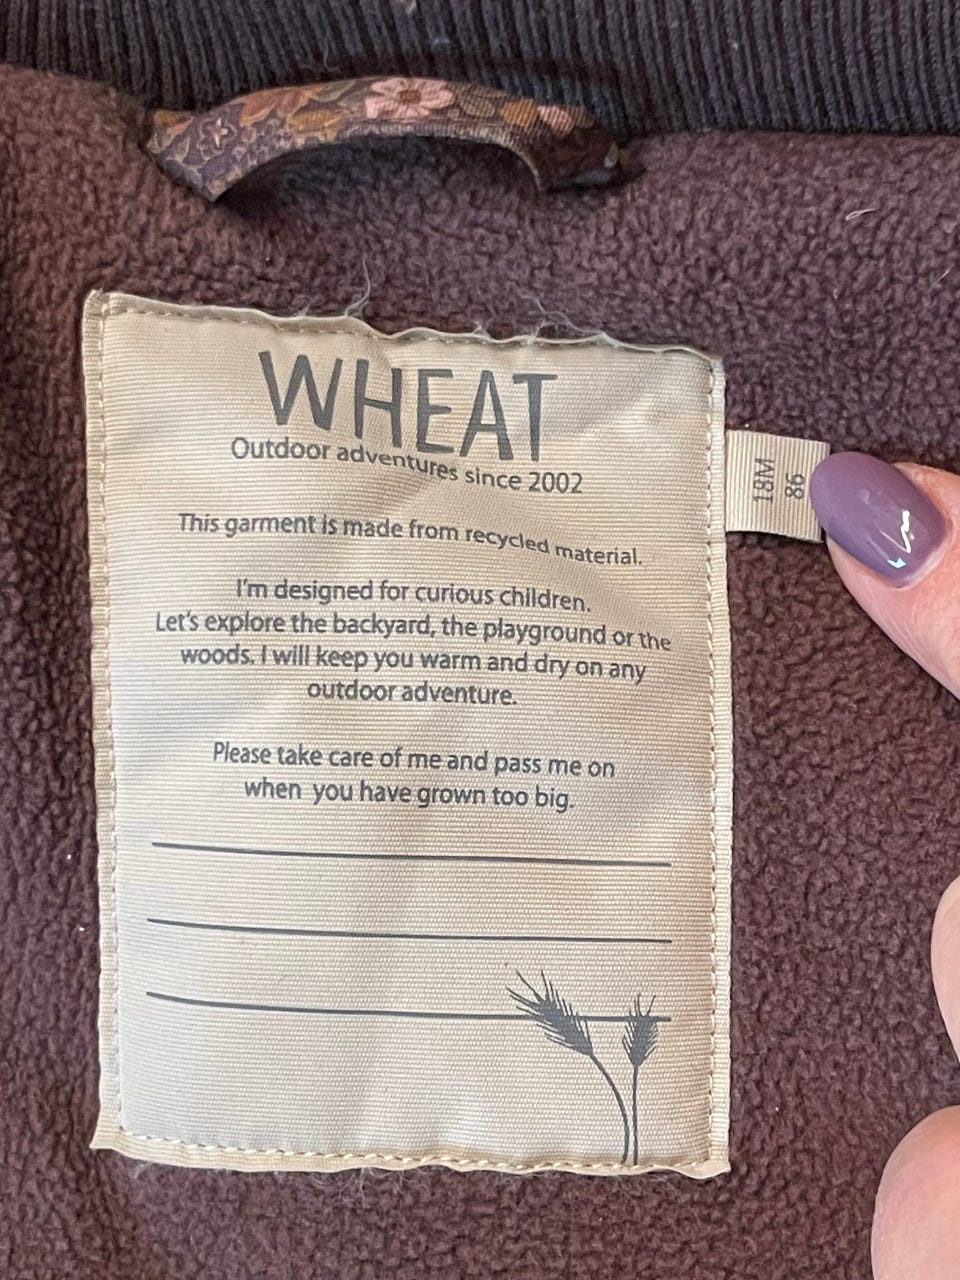 WHEAT
Outdoor adventures since 2002
This garment is made from recycled material.
I'm designed for curious children.
Let's explore the backyard, the playground or the
woods. I will keep you warm and dry on any
outdoor adventure.
Please take care of me and pass me on
when you have grown too big.
18M
86